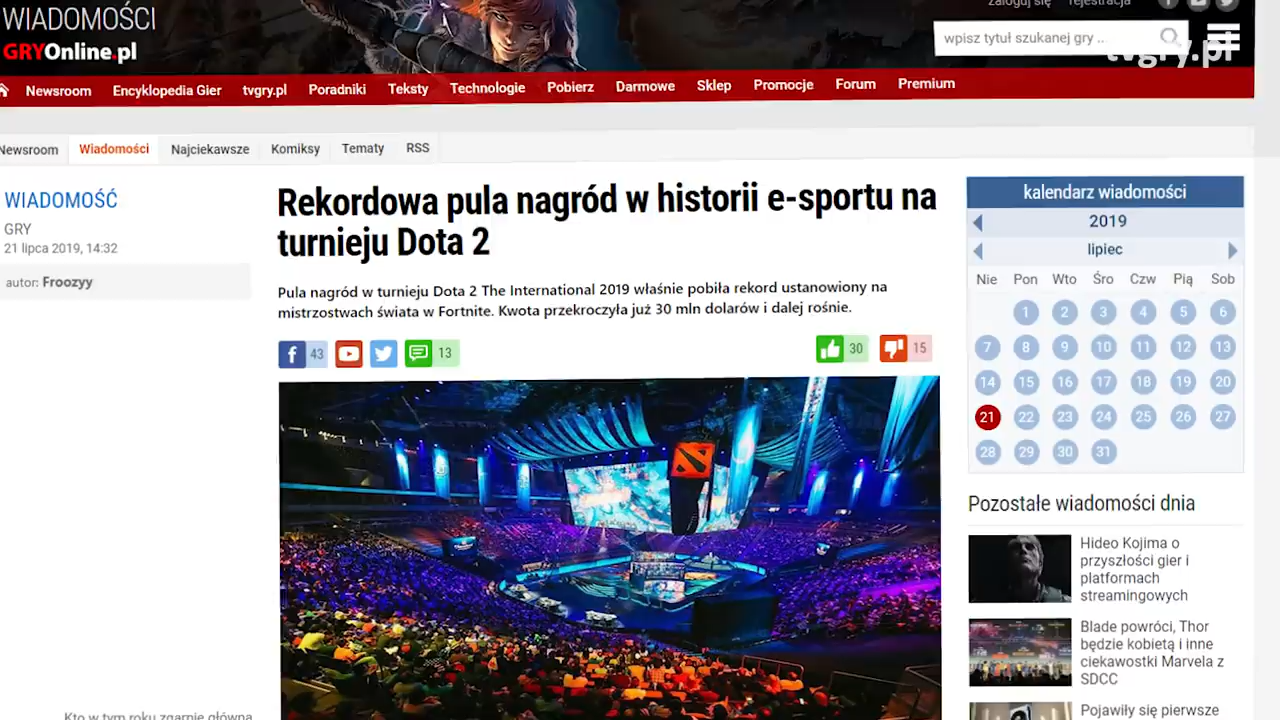 zaloguj się rejestracja
WIADOMOŚCI
GRYOnline.pl
wpisz tytuł szukanej gry ...
tvgry.pl
Newsroom Encyklopedia Gier tvgry.pl Poradniki Teksty Technologie Pobierz Darmowe Sklep Promocje Forum Premium
Newsroom Wiadomości Najciekawsze Komiksy Tematy RSS
WIADOMOŚĆ
GRY
21 lipca 2019, 14:32
autor: Froozyy
Rekordowa pula nagród w historii e-sportu na
turnieju Dota 2
Pula nagród w turnieju Dota 2 The International 2019 właśnie pobiła rekord ustanowiony na
mistrzostwach świata w Fortnite. Kwota przekroczyła już 30 mln dolarów i dalej rośnie.
43 13 30 15
Kto w tym roku zgarnie główną
kalendarz wiadomości
2019
lipiec
Nie Pon Wto Śro Czw Pią Sob
1 2 3 4 5 6
7 8 9 10 11 12 13
14 15 16 17 18 19 20
21 22 23 24 25 26 27
28 29 30 31
Pozostałe wiadomości dnia
Hideo Kojima o
przyszłości gier i
platformach
streamingowych
Blade powróci, Thor
będzie kobietą i inne
ciekawostki Marvela z
SDCC
Pojawiły się pierwsze